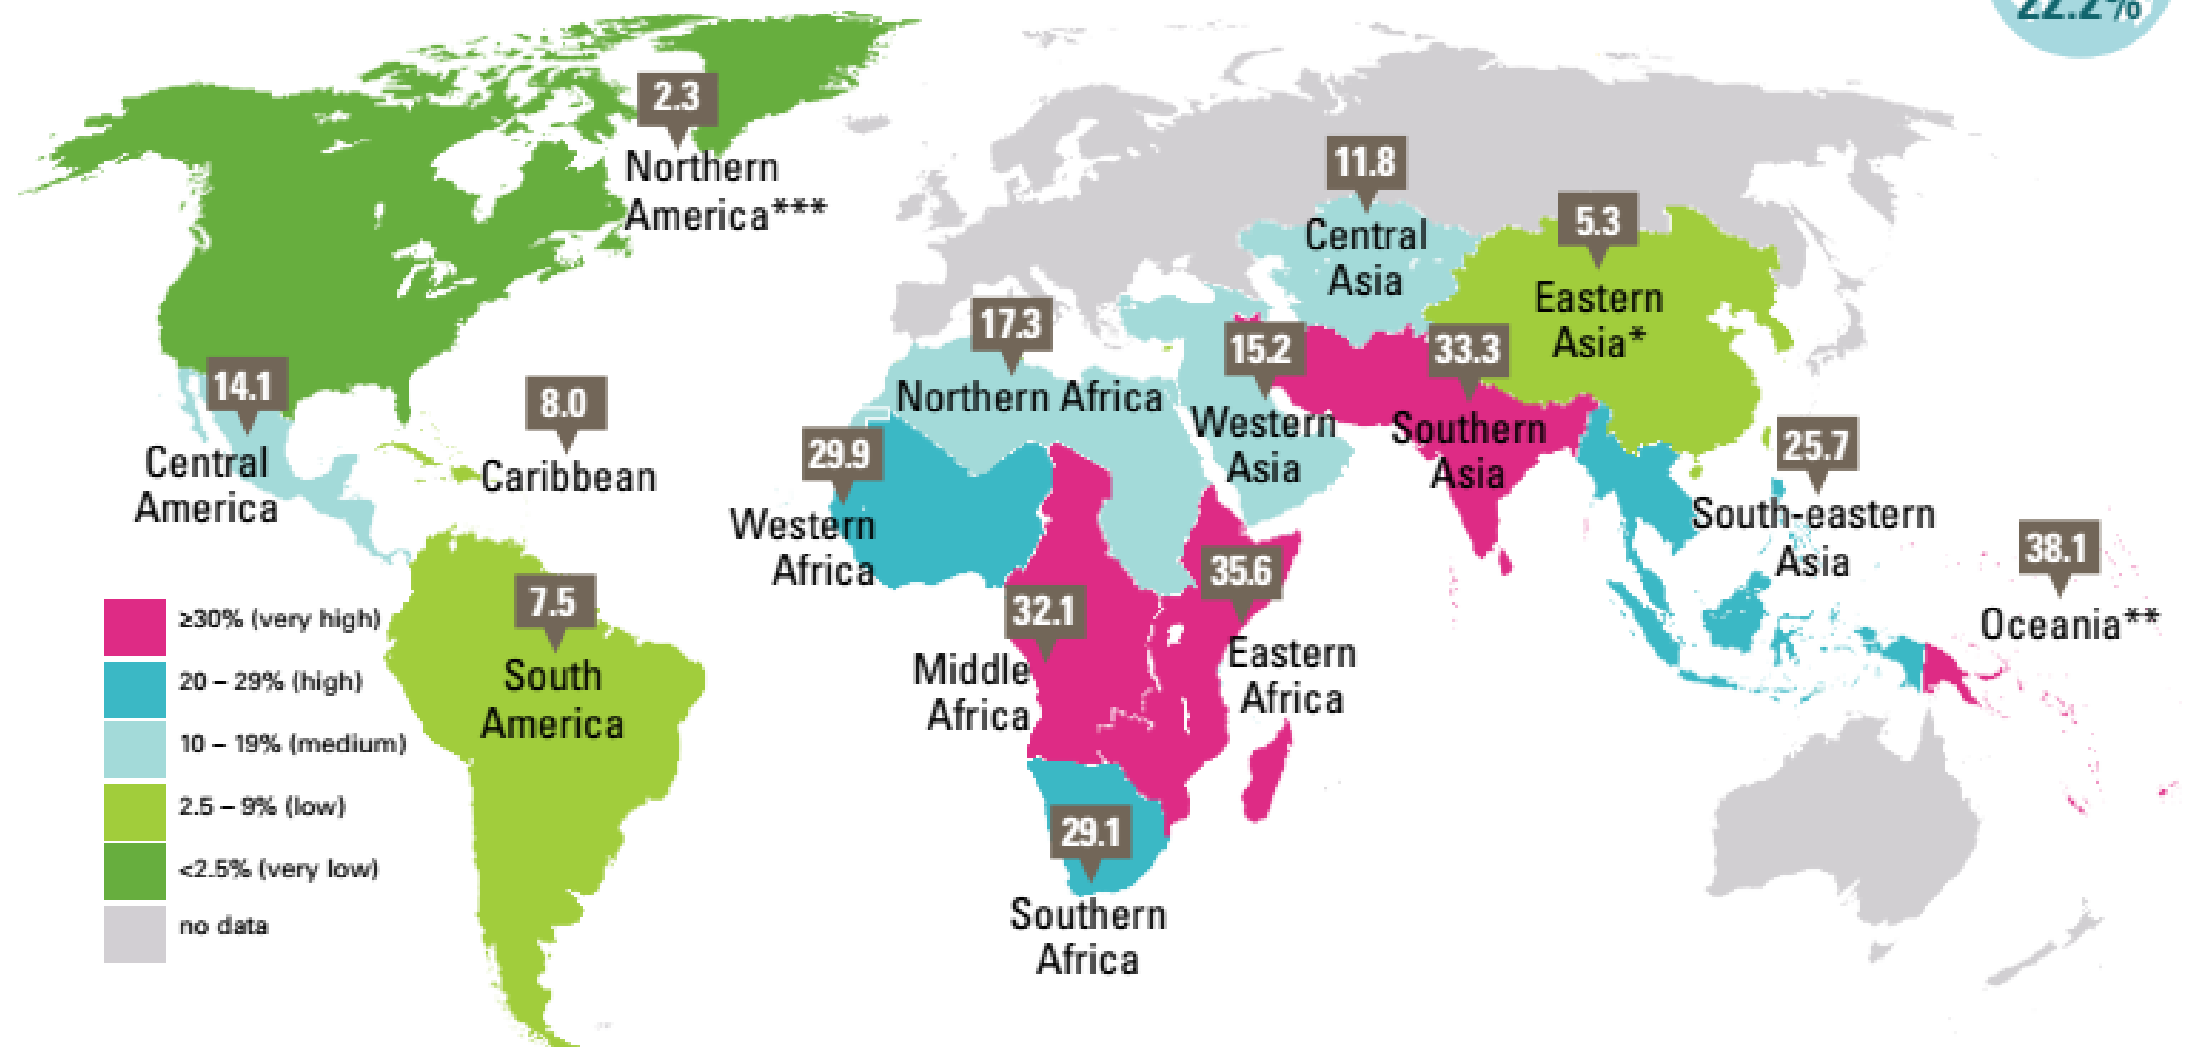 22.2%
2.3
Northern
America***
11.8
Central
Asia
5.3
Eastern
Asia*
17.3
Northern Africa
15.2
Western
Asia
33.3
Southern
Asia
14.1
Central
America
8.0
Caribbean
29.9
Western
Africa
25.7
South-eastern
Asia
38.1
Oceania**
35.6
Eastern
Africa
32.1
Middle
Africa
7.5
South
America
29.1
Southern
Africa
≥30% (very high)
20 – 29% (high)
10 – 19% (medium)
2.5 – 9% (low)
<2.5% (very low)
no data